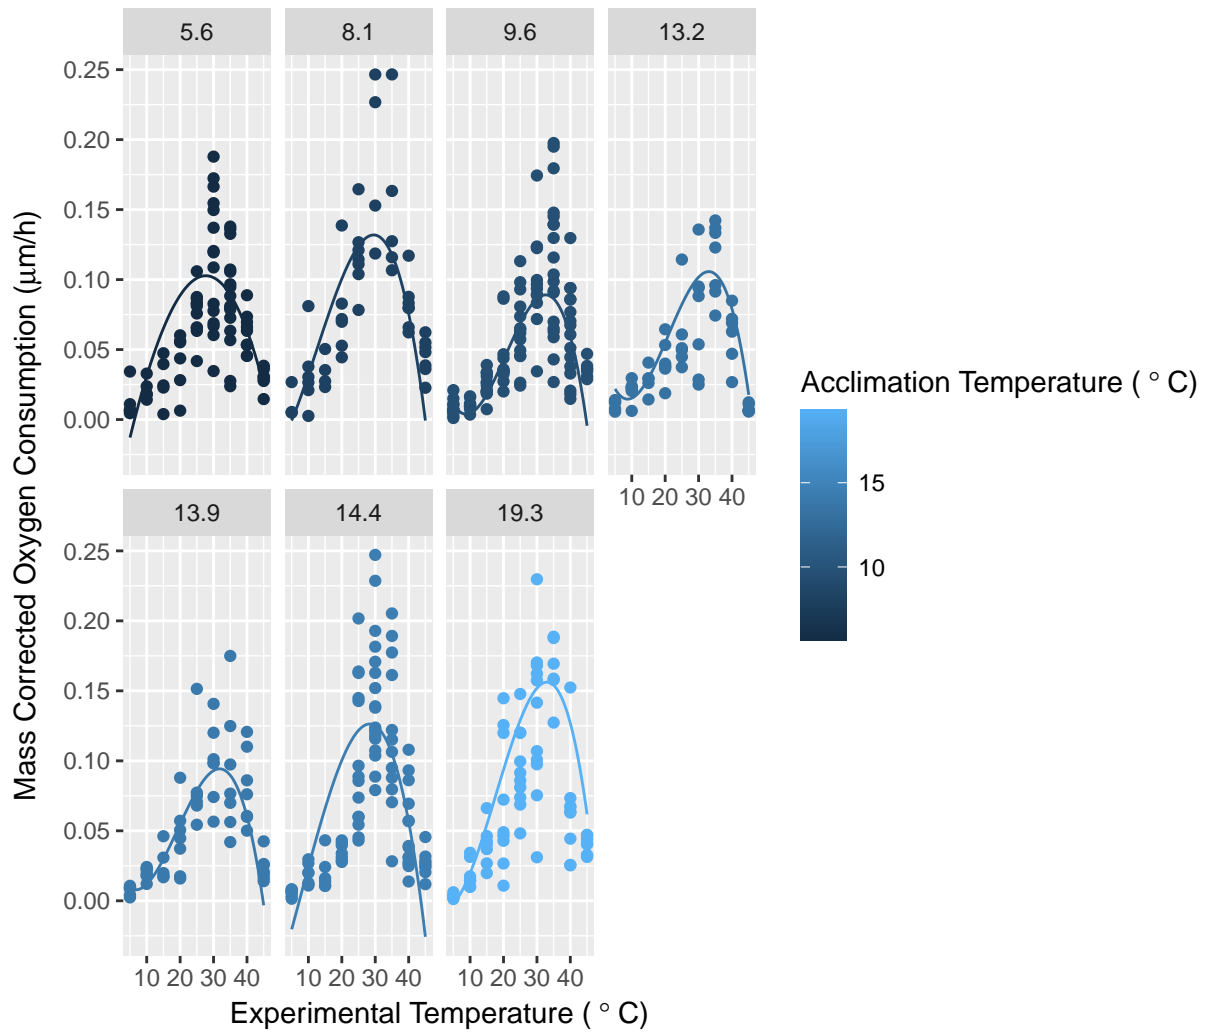 5.6 8.1 9.6 13.2
0.25
0.20
0.15
0.10
0.05
0.00
10 20 30 40
13.9 14.4 19.3
0.25
0.20
0.15
0.10
0.05
0.00
10 20 30 40 10 20 30 40 10 20 30 40
Experimental Temperature ( ° C)
Mass Corrected Oxygen Consumption (μm/h)
Acclimation Temperature ( ° C)
15
10